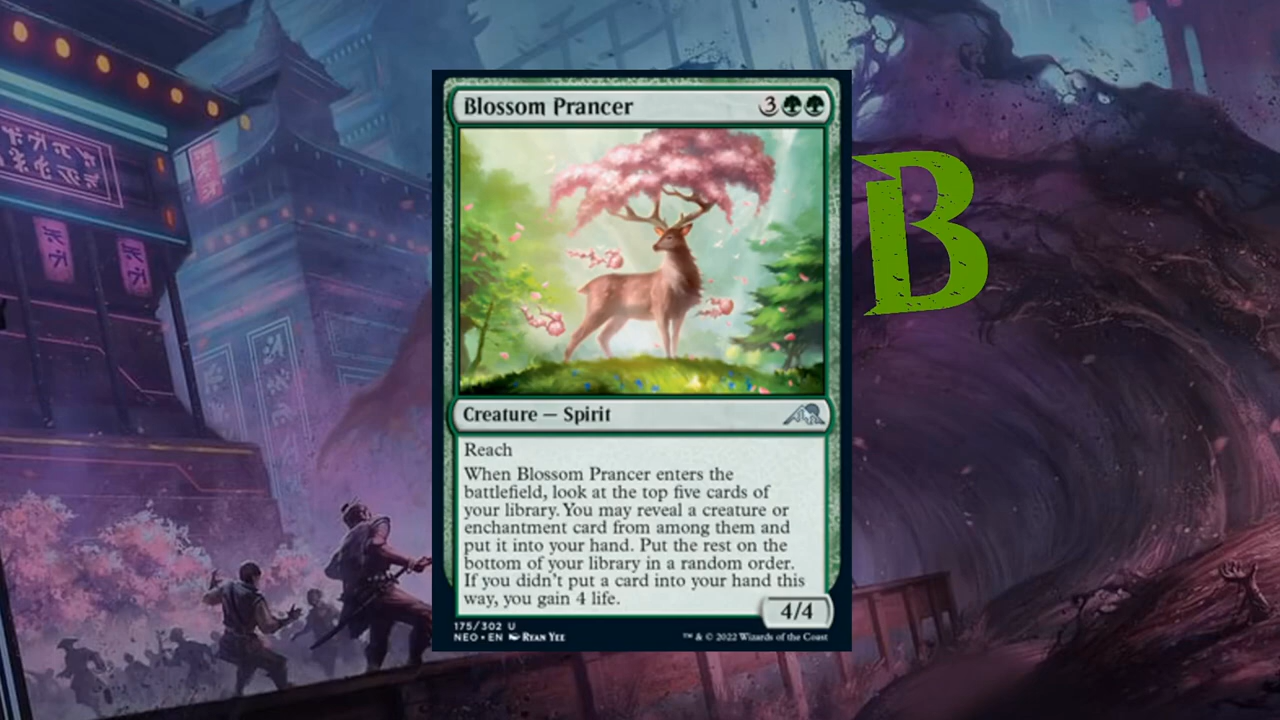 Blossom Prancer 3
B
Creature — Spirit
Reach
When Blossom Prancer enters the
battlefield, look at the top five cards of
your library. You may reveal a creature or
enchantment card from among them and
put it into your hand. Put the rest on the
bottom of your library in a random order.
If you didn't put a card into your hand this
way, you gain 4 life.
4/4
175/302 U
NEO • EN Ryan Yee ™ & © 2022 Wizards of the Coast